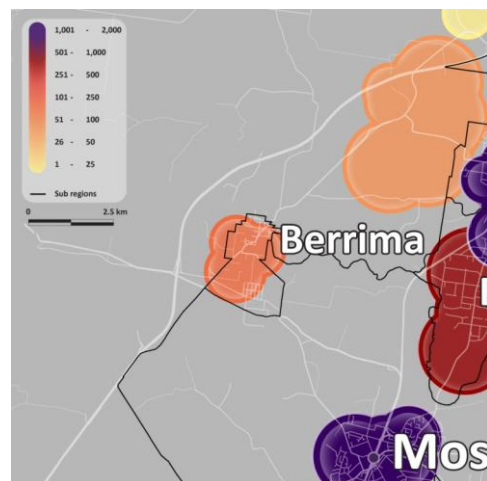 1,001 - 2,000
501 - 1,000
251 - 500
101 - 250
51 - 100
26 - 50
1 - 25
Sub regions
0 2.5 km
Berrima
Mos